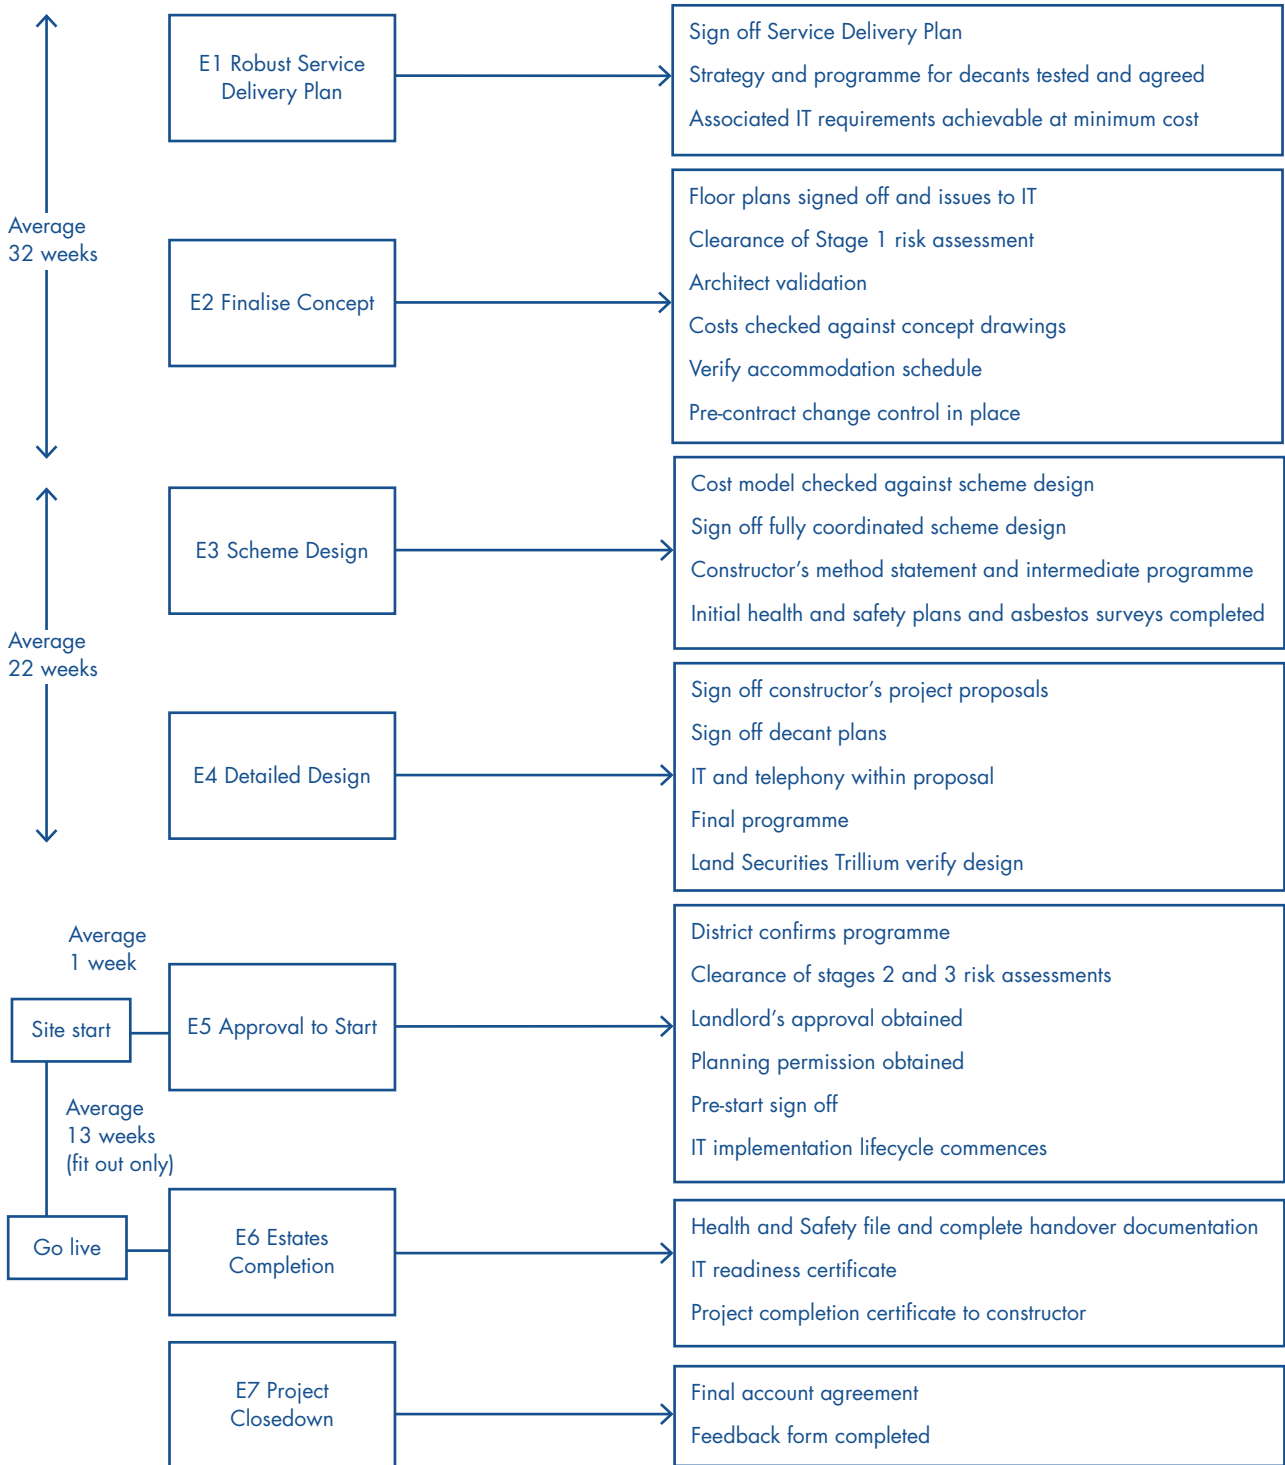 E1 Robust Service
Delivery Plan
Sign off Service Delivery Plan
Strategy and programme for decants tested and agreed
Associated IT requirements achievable at minimum cost
Average
32 weeks
E2 Finalise Concept
Floor plans signed off and issues to IT
Clearance of Stage 1 risk assessment
Architect validation
Costs checked against concept drawings
Verify accommodation schedule
Pre-contract change control in place
Average
22 weeks
E3 Scheme Design
Cost model checked against scheme design
Sign off fully coordinated scheme design
Constructor's method statement and intermediate programme
Initial health and safety plans and asbestos surveys completed
E4 Detailed Design
Sign off constructor's project proposals
Sign off decant plans
IT and telephony within proposal
Final programme
Land Securities Trillium verify design
Average
1 week
Site start
E5 Approval to Start
District confirms programme
Clearance of stages 2 and 3 risk assessments
Landlord's approval obtained
Planning permission obtained
Pre-start sign off
IT implementation lifecycle commences
Average
13 weeks
(fit out only)
Go live
E6 Estates
Completion
Health and Safety file and complete handover documentation
IT readiness certificate
Project completion certificate to constructor
E7 Project
Closedown
Final account agreement
Feedback form completed